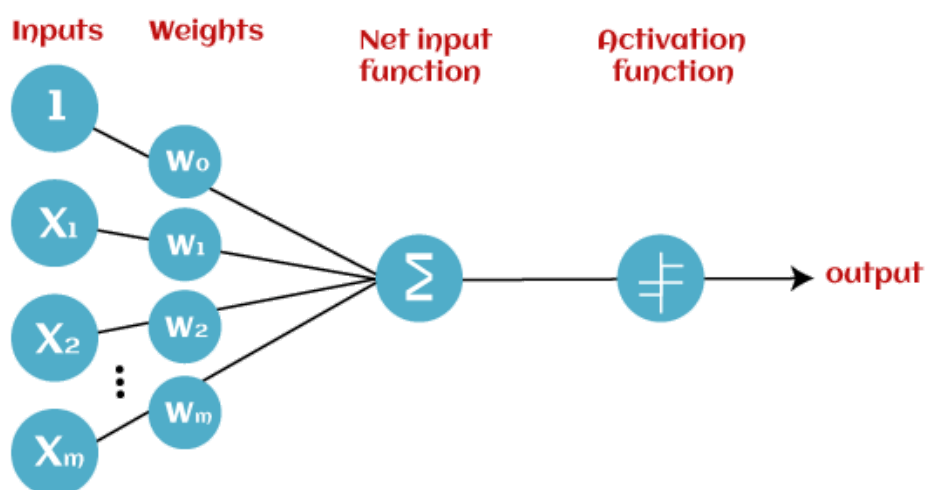 Inputs
Weights
Net input
function
Activation
function
1
W0
X1
W1
Σ
output
X2
W2
Xm
Wm